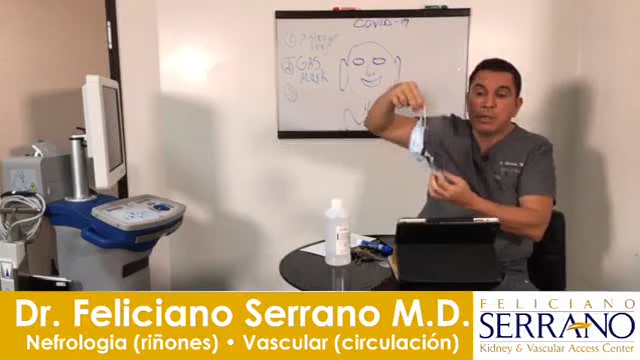 COVID-19
GAS
Mask
Dr. Feliciano Serrano M.D.
Nefrologia (riñones) • Vascular (circulación)
FELICIANO
SERRANO
Kidney & Vascular Access Center